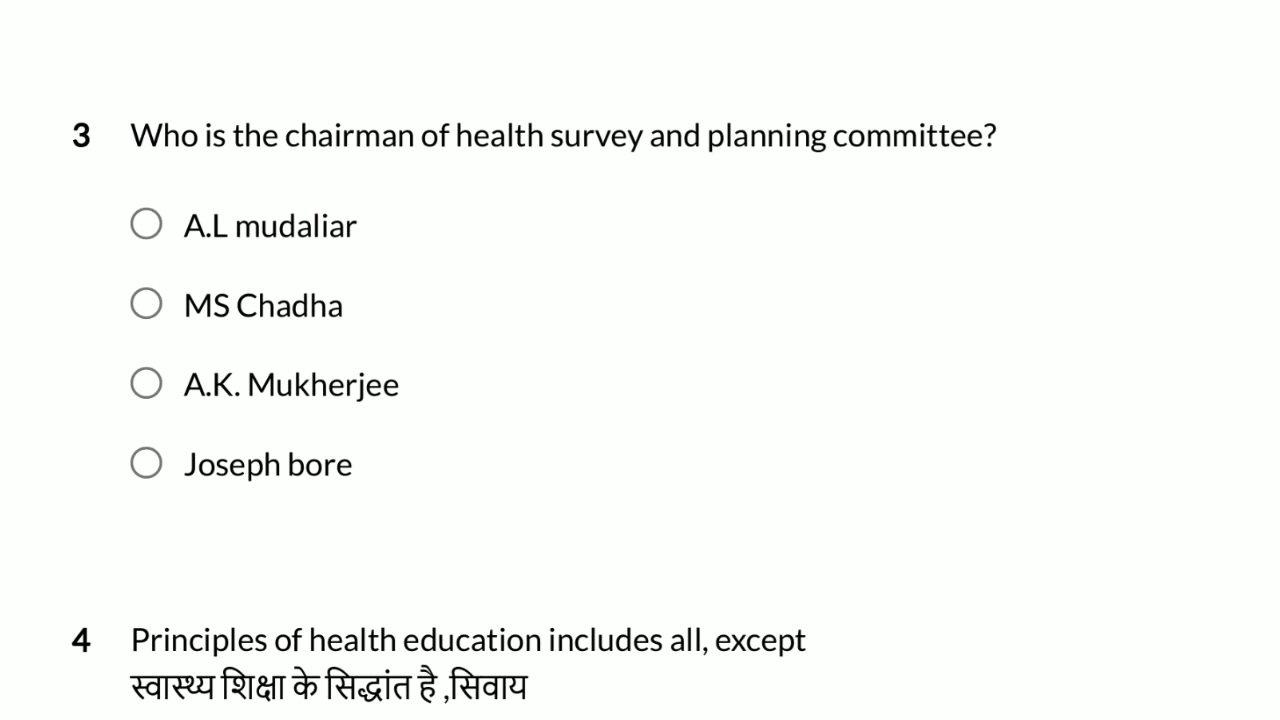 3 Who is the chairman of health survey and planning committee?
A.L mudaliar
MS Chadha
A.K. Mukherjee
Joseph bore
4 Principles of health education includes all, except
स्वास्थ्य शिक्षा के सिद्धांत है ,सिवाय